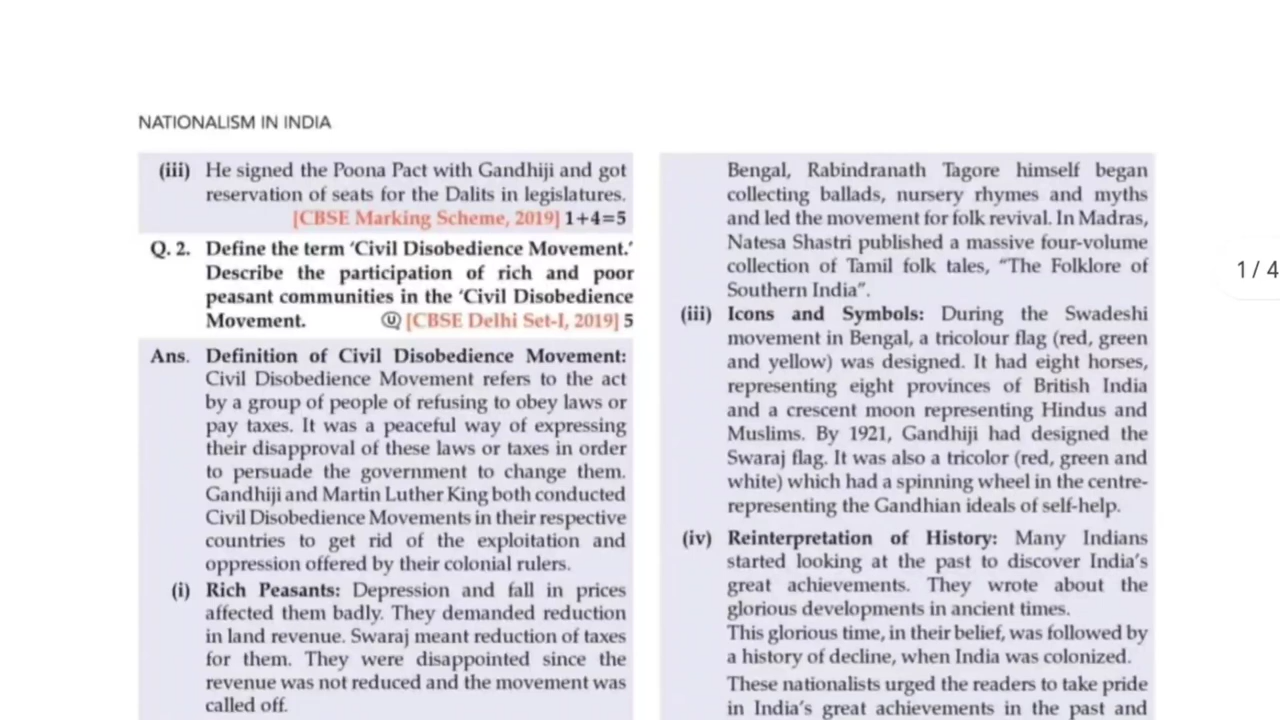 NATIONALISM IN INDIA
(iii) He signed the Poona Pact with Gandhiji and got
reservation of seats for the Dalits in legislatures.
[CBSE Marking Scheme, 2019] 1+4=5
Q. 2. Define the term ‘Civil Disobedience Movement.’
Describe the participation of rich and poor
peasant communities in the ‘Civil Disobedience
Movement. Ⓤ [CBSE Delhi Set-I, 2019] 5
Ans. Definition of Civil Disobedience Movement:
Civil Disobedience Movement refers to the act
by a group of people of refusing to obey laws or
pay taxes. It was a peaceful way of expressing
their disapproval of these laws or taxes in order
to persuade the government to change them.
Gandhiji and Martin Luther King both conducted
Civil Disobedience Movements in their respective
countries to get rid of the exploitation and
oppression offered by their colonial rulers.
(i) Rich Peasants: Depression and fall in prices
affected them badly. They demanded reduction
in land revenue. Swaraj meant reduction of taxes
for them. They were disappointed since the
revenue was not reduced and the movement was
called off.
Bengal, Rabindranath Tagore himself began
collecting ballads, nursery rhymes and myths
and led the movement for folk revival. In Madras,
Natesa Shastri published a massive four-volume
collection of Tamil folk tales, “The Folklore of
Southern India”.
(iii) Icons and Symbols: During the Swadeshi
movement in Bengal, a tricolour flag (red, green
and yellow) was designed. It had eight horses,
representing eight provinces of British India
and a crescent moon representing Hindus and
Muslims. By 1921, Gandhiji had designed the
Swaraj flag. It was also a tricolor (red, green and
white) which had a spinning wheel in the centre-
representing the Gandhian ideals of self-help.
(iv) Reinterpretation of History: Many Indians
started looking at the past to discover India’s
great achievements. They wrote about the
glorious developments in ancient times.
This glorious time, in their belief, was followed by
a history of decline, when India was colonized.
These nationalists urged the readers to take pride
in India’s great achievements in the past and
1 / 4